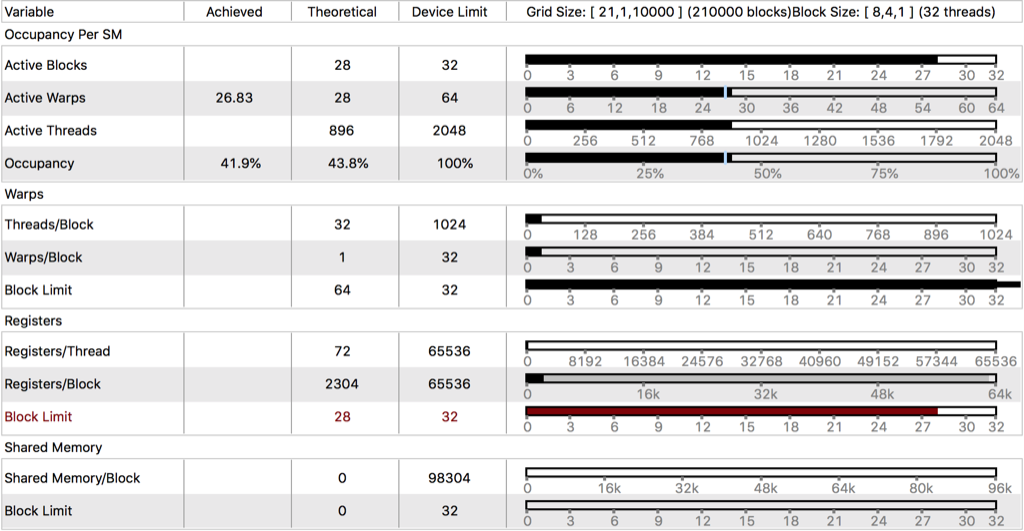 Variable Achieved Theoretical Device Limit Grid Size: [ 21,1,10000 ] (210000 blocks)Block Size: [ 8,4,1 ] (32 threads)
Occupancy Per SM
Active Blocks 28 32
0 3 6 9 12 15 18 21 24 27 30 32
Active Warps 26.83 28 64
0 6 12 18 24 30 36 42 48 54 60 64
Active Threads 896 2048
0 256 512 768 1024 1280 1536 1792 2048
Occupancy 41.9% 43.8% 100%
0% 25% 50% 75% 100%
Warps
Threads/Block 32 1024
0 128 256 384 512 640 768 896 1024
Warps/Block 1 32
0 3 6 9 12 15 18 21 24 27 30 32
Block Limit 64 32
0 3 6 9 12 15 18 21 24 27 30 32
Registers
Registers/Thread 72 65536
0 8192 16384 24576 32768 40960 49152 57344 65536
Registers/Block 2304 65536
0 16k 32k 48k 64k
Block Limit 28 32
0 3 6 9 12 15 18 21 24 27 30 32
Shared Memory
Shared Memory/Block 0 98304
0 16k 32k 48k 64k 80k 96k
Block Limit 0 32
0 3 6 9 12 15 18 21 24 27 30 32